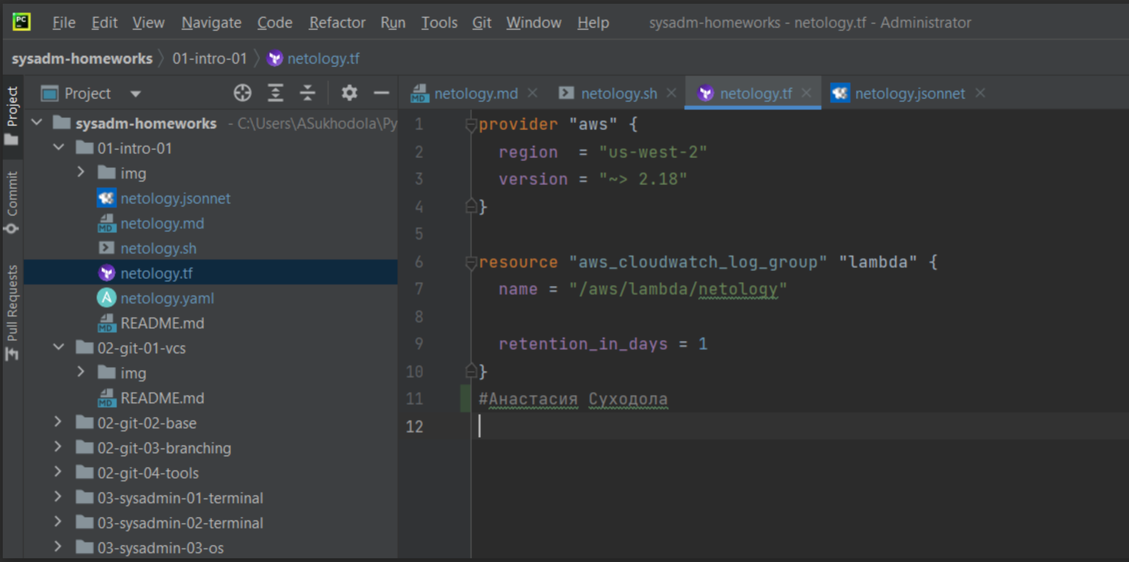 PC File Edit View Navigate Code Refactor Run Tools Git Window Help sysadm-homeworks - netology.tf - Administrator
sysadm-homeworks 01-intro-01 netology.tf
Project
Commit
Pull Requests
Project
sysadm-homeworks - C:\Users\ASukhodola\Py
01-intro-01
img
netology.jsonnet
MD netology.md
netology.sh
netology.tf
A netology.yaml
MD README.md
02-git-01-vcs
img
MD README.md
02-git-02-base
02-git-03-branching
02-git-04-tools
03-sysadmin-01-terminal
03-sysadmin-02-terminal
03-sysadmin-03-os
MD netology.md netology.sh netology.tf netology.jsonnet
1 provider "aws" {
2 region = "us-west-2"
3 version = "~> 2.18"
4 }
5
6 resource "aws_cloudwatch_log_group" "lambda" {
7 name = "/aws/lambda/netology"
8
9 retention_in_days = 1
10 }
11 #Анастасия Суходола
12